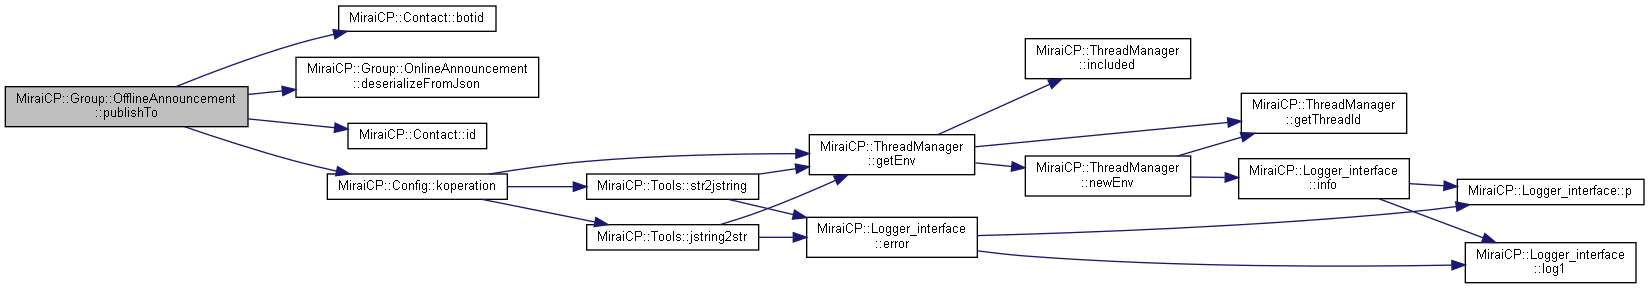 MiraiCP::Group::OfflineAnnouncement
::publishTo
MiraiCP::Contact::botid
MiraiCP::Group::OnlineAnnouncement
::deserializeFromJson
MiraiCP::Contact::id
MiraiCP::Config::koperation
MiraiCP::Tools::str2jstring
MiraiCP::Tools::jstring2str
MiraiCP::ThreadManager
::getEnv
MiraiCP::Logger_interface
::error
MiraiCP::ThreadManager
::included
MiraiCP::ThreadManager
::newEnv
MiraiCP::ThreadManager
::getThreadId
MiraiCP::Logger_interface
::info
MiraiCP::Logger_interface::p
MiraiCP::Logger_interface
::log1